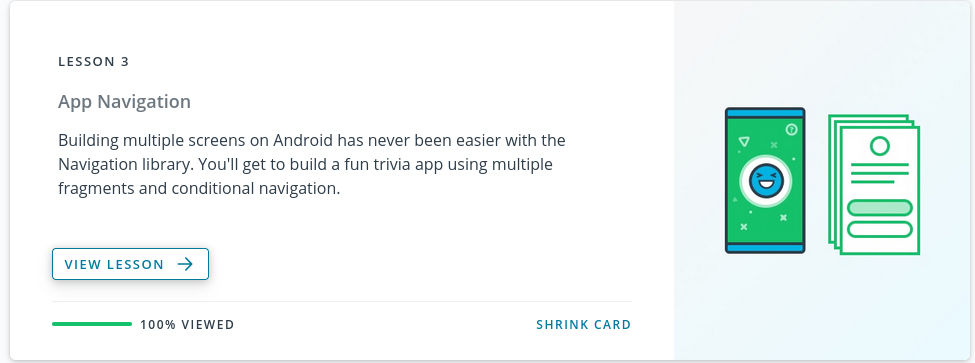 LESSON 3
App Navigation
Building multiple screens on Android has never been easier with the
Navigation library. You'll get to build a fun trivia app using multiple
fragments and conditional navigation.
VIEW LESSON
100% VIEWED
SHRINK CARD
?